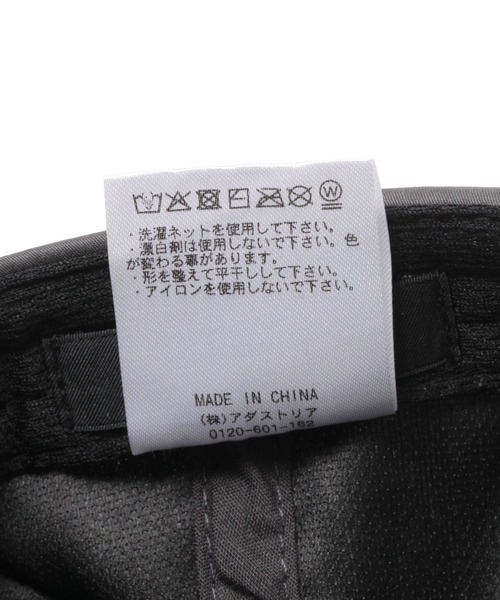 W
・洗濯ネットを使用して下さい。
・漂白剤は使用しないで下さい。色
が変わる事があります。
・形を整えて平干しして下さい。
・アイロンを使用しないで下さい。
MADE IN CHINA
(株)アダストリア
0120-601-162